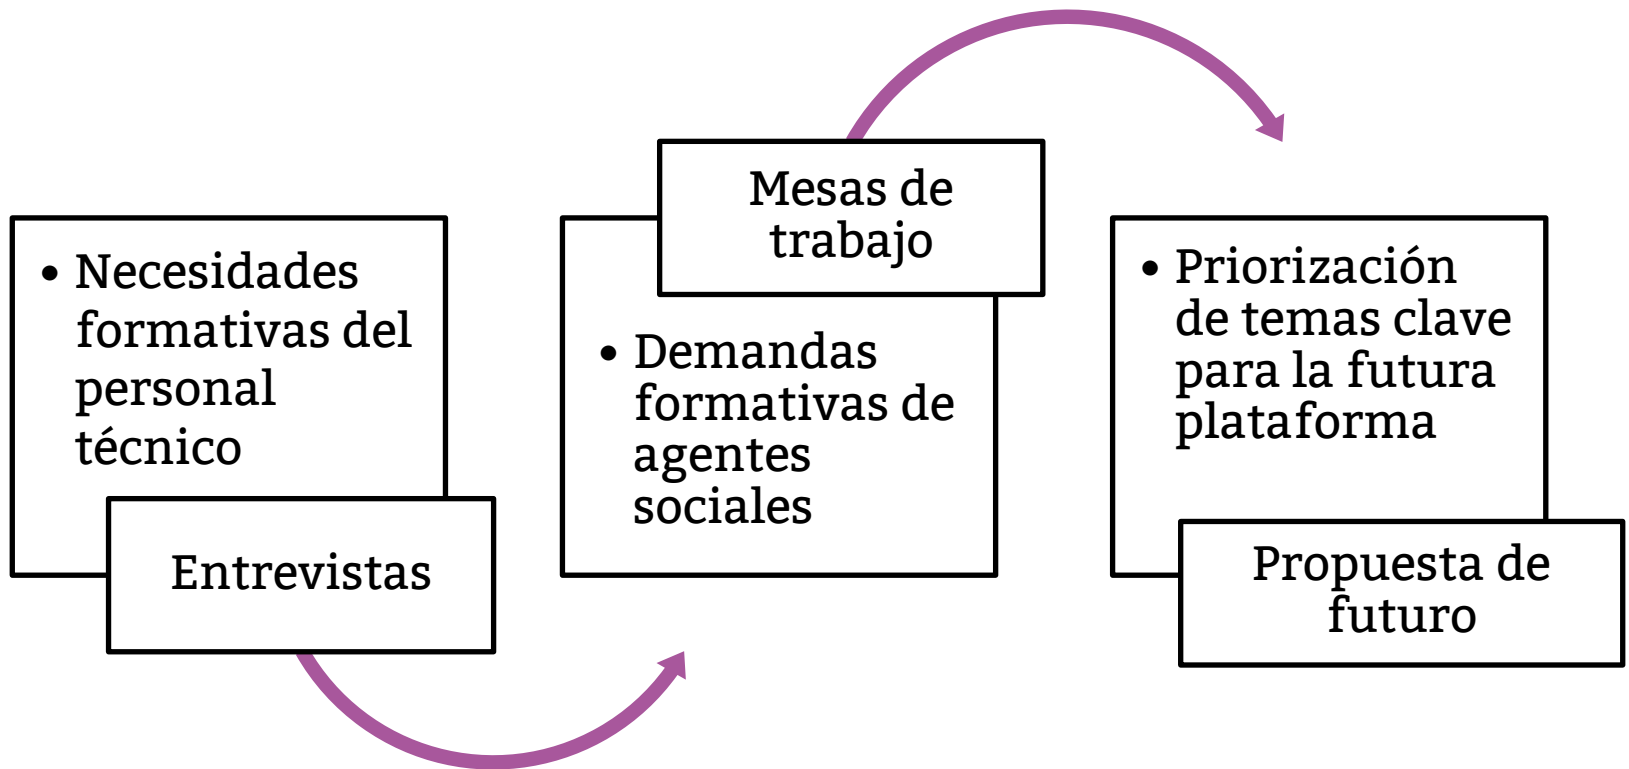 • Necesidades
formativas del
personal
técnico
Entrevistas
Mesas de
trabajo
• Demandas
formativas de
agentes
sociales
• Priorización
de temas clave
para la futura
plataforma
Propuesta de
futuro